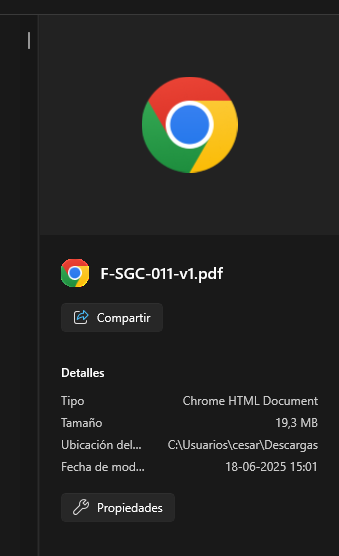 F-SGC-011-v1.pdf
Compartir
Detalles
Tipo Chrome HTML Document
Tamaño 19,3 MB
Ubicación del... C:\Usuarios\cesar\Descargas
Fecha de mod... 18-06-2025 15:01
Propiedades